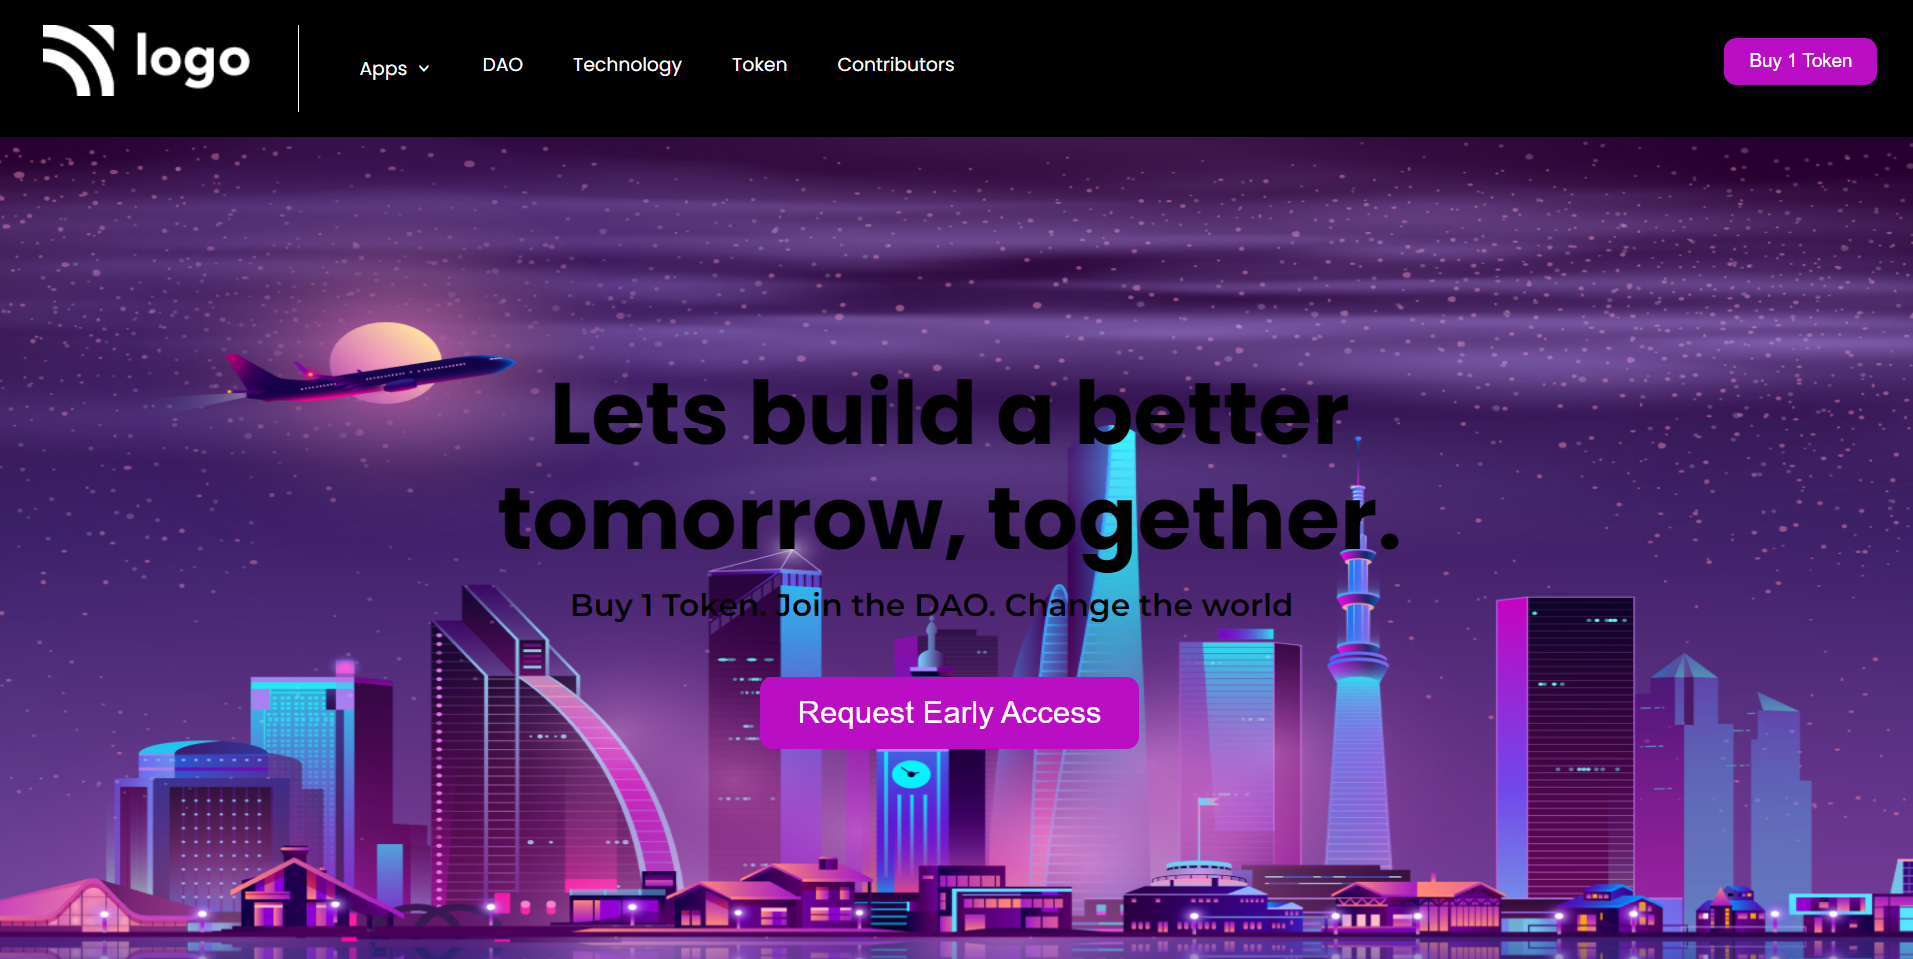 logo
Apps
DAO
Technology
Token
Contributors
Buy 1 Token
Lets build a better
tomorrow, together.
Buy 1 Token. Join the DAO. Change the world
Request Early Access